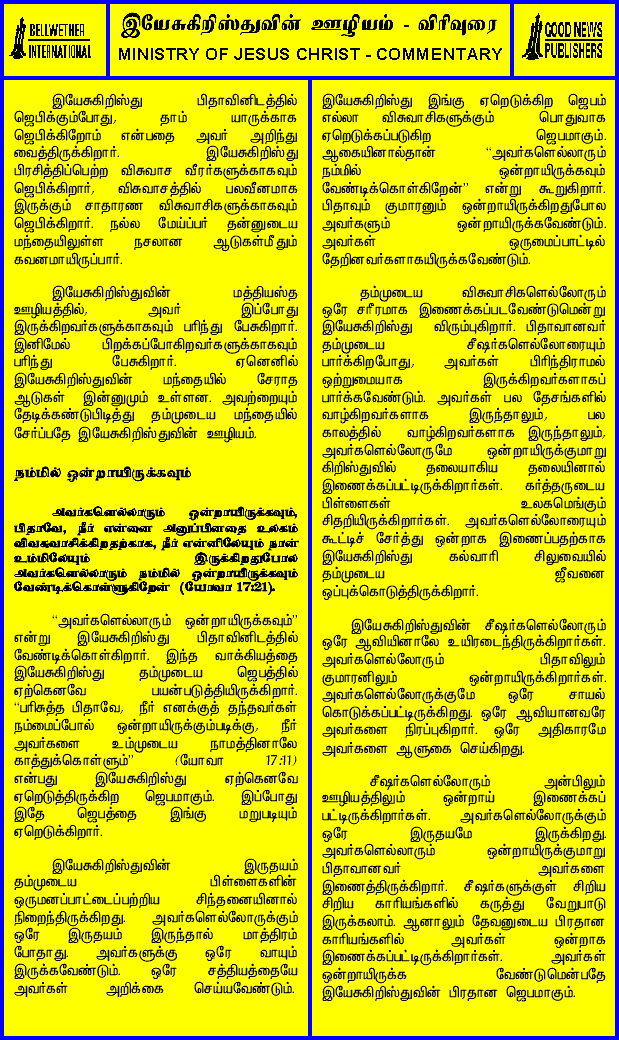 BELLWETHER
INTERNATIONAL
இயேசுகிறிஸ்துவின் ஊழியம் - விரிவுரை
MINISTRY OF JESUS CHRIST - COMMENTARY
GOOD NEWS
PUBLISHERS
இயேசுகிறிஸ்து பிதாவினிடத்தில்
ஜெபிக்கும்போது, தாம் யாருக்காக
ஜெபிக்கிறோம் என்பதை அவர் அறிந்து
வைத்திருக்கிறார். இயேசுகிறிஸ்து
பிரசித்திப்பெற்ற விசுவாச வீரர்களுக்காகவும்
ஜெபிக்கிறார், விசுவாசத்தில் பலவீனமாக
இருக்கும் சாதாரண விசுவாசிகளுக்காகவும்
ஜெபிக்கிறார். நல்ல மேய்ப்பர் தன்னுடைய
மந்தையிலுள்ள நசலான ஆடுகள்மீதும்
கவனமாயிருப்பார்.
இயேசுகிறிஸ்துவின் மத்தியஸ்த
ஊழியத்தில், அவர் இப்போது
இருக்கிறவர்களுக்காகவும் பரிந்து பேசுகிறார்.
இனிமேல் பிறக்கப்போகிறவர்களுக்காகவும்
பரிந்து பேசுகிறார். ஏனெனில்
இயேசுகிறிஸ்துவின் மந்தையில் சேராத
ஆடுகள் இன்னுமும் உள்ளன. அவற்றையும்
தேடிக்கண்டுபிடித்து தம்முடைய மந்தையில்
சேர்ப்பதே இயேசுகிறிஸ்துவின் ஊழியம்.
நம்மில் ஒன்றாயிருக்கவும்
அவர்களெல்லாரும் ஒன்றாயிருக்கவும்,
பிதாவே, நீர் என்னை அனுப்பினதை உலகம்
விசுவாசிக்கிறதற்காக, நீர் என்னிலேயும் நான்
உம்மிலேயும் இருக்கிறதுபோல
அவர்களெல்லாரும் நம்மில் ஒன்றாயிருக்கவும்
வேண்டிக்கொள்ளுகிறேன் (யோவா 17:21).
“அவர்களெல்லாரும் ஒன்றாயிருக்கவும்”
என்று இயேசுகிறிஸ்து பிதாவினிடத்தில்
வேண்டிக்கொள்கிறார். இந்த வாக்கியத்தை
இயேசுகிறிஸ்து தம்முடைய ஜெபத்தில்
ஏற்கெனவே பயன்படுத்தியிருக்கிறார்.
“பரிசுத்த பிதாவே, நீர் எனக்குத் தந்தவர்கள்
நம்மைப்போல் ஒன்றாயிருக்கும்படிக்கு, நீர்
அவர்களை உம்முடைய நாமத்தினாலே
காத்துக்கொள்ளும்” (யோவா 17:11)
என்பது இயேசுகிறிஸ்து ஏற்கெனவே
ஏறெடுத்திருக்கிற ஜெபமாகும். இப்போது
இதே ஜெபத்தை இங்கு மறுபடியும்
ஏறெடுக்கிறார்.
இயேசுகிறிஸ்துவின் இருதயம்
தம்முடைய பிள்ளைகளின்
ஒருமனப்பாட்டைப்பற்றிய சிந்தனையினால்
நிறைந்திருக்கிறது. அவர்களெல்லோருக்கும்
ஒரே இருதயம் இருந்தால் மாத்திரம்
போதாது. அவர்களுக்கு ஒரே வாயும்
இருக்கவேண்டும். ஒரே சத்தியத்தையே
அவர்கள் அறிக்கை செய்யவேண்டும்.
இயேசுகிறிஸ்து இங்கு ஏறெடுக்கிற ஜெபம்
எல்லா விசுவாசிகளுக்கும் பொதுவாக
ஏறெடுக்கப்படுகிற ஜெபமாகும்.
ஆகையினால்தான் “அவர்களெல்லாரும்
நம்மில் ஒன்றாயிருக்கவும்
வேண்டிக்கொள்கிறேன்” என்று கூறுகிறார்.
பிதாவும் குமாரனும் ஒன்றாயிருக்கிறதுபோல
அவர்களும் ஒன்றாயிருக்கவேண்டும்.
அவர்கள் ஒருமைப்பாட்டில்
தேறினவர்களாகயிருக்கவேண்டும்.
தம்முடைய விசுவாசிகளெல்லோரும்
ஒரே சரீரமாக இணைக்கப்படவேண்டுமென்று
இயேசுகிறிஸ்து விரும்புகிறார். பிதாவானவர்
தம்முடைய சீஷர்களெல்லோரையும்
பார்க்கிறபோது, அவர்கள் பிரிந்திராமல்
ஒற்றுமையாக இருக்கிறவர்களாகப்
பார்க்கவேண்டும். அவர்கள் பல தேசங்களில்
வாழ்கிறவர்களாக இருந்தாலும், பல
காலத்தில் வாழ்கிறவர்களாக இருந்தாலும்,
அவர்களெல்லோருமே ஒன்றாயிருக்குமாறு
கிறிஸ்துவில் தலையாகிய தலையினால்
இணைக்கப்பட்டிருக்கிறார்கள். கர்த்தருடைய
பிள்ளைகள் உலகமெங்கும்
சிதறியிருக்கிறார்கள். அவர்களெல்லோரையும்
கூட்டிச் சேர்த்து ஒன்றாக இணைப்பதற்காக
இயேசுகிறிஸ்து கல்வாரி சிலுவையில்
தம்முடைய ஜீவனை
ஒப்புக்கொடுத்திருக்கிறார்.
இயேசுகிறிஸ்துவின் சீஷர்களெல்லோரும்
ஒரே ஆவியினாலே உயிரடைந்திருக்கிறார்கள்.
அவர்களெல்லோரும் பிதாவிலும்
குமாரனிலும் ஒன்றாயிருக்கிறார்கள்.
அவர்களெல்லோருக்குமே ஒரே சாயல்
கொடுக்கப்பட்டிருக்கிறது. ஒரே ஆவியானவரே
அவர்களை நிரப்புகிறார். ஒரே அதிகாரமே
அவர்களை ஆளுகை செய்கிறது.
சீஷர்களெல்லோரும் அன்பிலும்
ஊழியத்திலும் ஒன்றாய் இணைக்கப்
பட்டிருக்கிறார்கள். அவர்களெல்லோருக்கும்
ஒரே இருதயமே இருக்கிறது.
அவர்களெல்லாரும் ஒன்றாயிருக்குமாறு
பிதாவானவர் அவர்களை
இணைத்திருக்கிறார். சீஷர்களுக்குள் சிறிய
சிறிய காரியங்களில் கருத்து வேறுபாடு
இருக்கலாம். ஆனாலும் தேவனுடைய பிரதான
காரியங்களில் அவர்கள் ஒன்றாக
இணைக்கப்பட்டிருக்கிறார்கள். அவர்கள்
ஒன்றாயிருக்க வேண்டுமென்பதே
இயேசுகிறிஸ்துவின் பிரதான ஜெபமாகும்.